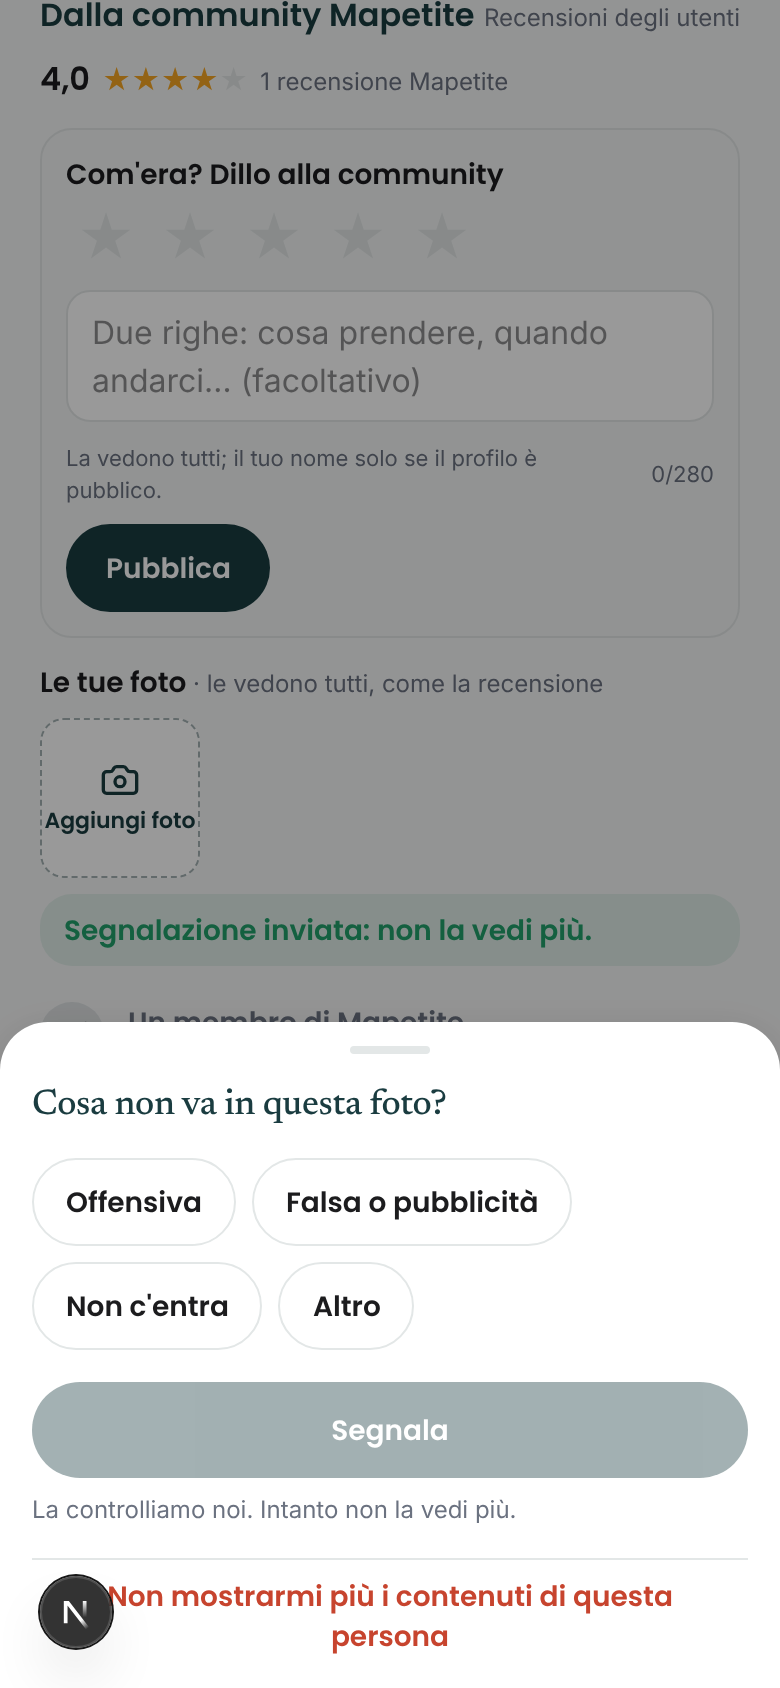 Dalla community Mapetite Recensioni degli utenti
4,0 ★★★★★ 1 recensione Mapetite
Com'era? Dillo alla community
Due righe: cosa prendere, quando
andarci... (facoltativo)
La vedono tutti; il tuo nome solo se il profilo è
pubblico.
0/280
Pubblica
Le tue foto · le vedono tutti, come la recensione
Aggiungi foto
Segnalazione inviata: non la vedi più.
Un membro di Mapetite
Cosa non va in questa foto?
Offensiva
Falsa o pubblicità
Non c'entra
Altro
Segnala
La controlliamo noi. Intanto non la vedi più.
N
Non mostrarmi più i contenuti di questa
persona